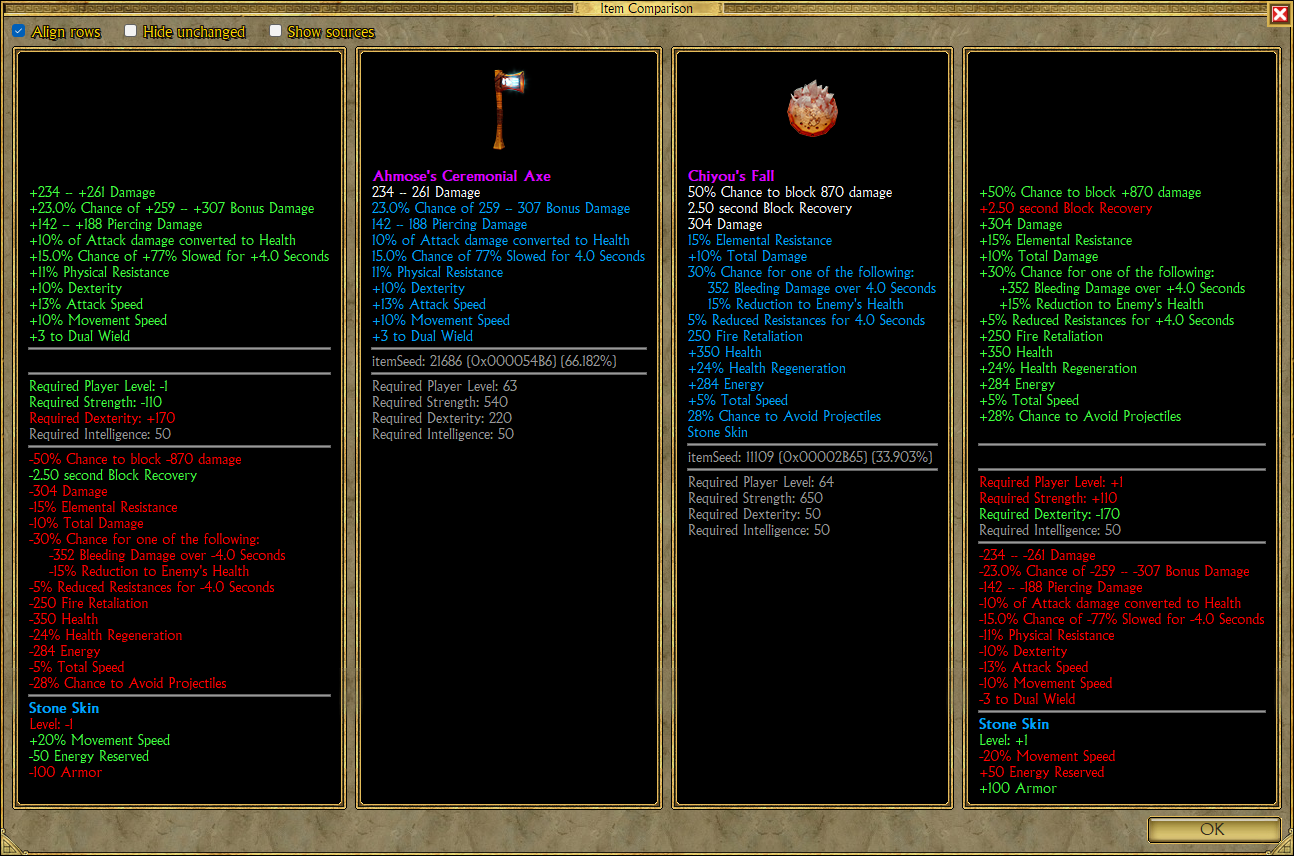 Item Comparison
Align rows
Hide unchanged
Show sources
+234 – +261 Damage
+23.0% Chance of +259 – +307 Bonus Damage
+142 – +188 Piercing Damage
+10% of Attack damage converted to Health
+15.0% Chance of +77% Slowed for +4.0 Seconds
+11% Physical Resistance
+10% Dexterity
+13% Attack Speed
+10% Movement Speed
+3 to Dual Wield
Required Player Level: -1
Required Strength: -110
Required Dexterity: +170
Required Intelligence: 50
-50% Chance to block -870 damage
-2.50 second Block Recovery
-304 Damage
-15% Elemental Resistance
-10% Total Damage
-30% Chance for one of the following:
-352 Bleeding Damage over -4.0 Seconds
-15% Reduction to Enemy's Health
-5% Reduced Resistances for -4.0 Seconds
-250 Fire Retaliation
-350 Health
-24% Health Regeneration
-284 Energy
-5% Total Speed
-28% Chance to Avoid Projectiles
Stone Skin
Level: -1
+20% Movement Speed
-50 Energy Reserved
-100 Armor
Ahmose's Ceremonial Axe
234 – 261 Damage
23.0% Chance of 259 – 307 Bonus Damage
142 – 188 Piercing Damage
10% of Attack damage converted to Health
15.0% Chance of 77% Slowed for 4.0 Seconds
11% Physical Resistance
+10% Dexterity
+13% Attack Speed
+10% Movement Speed
+3 to Dual Wield
itemSeed: 21686 (0x000054B6) (66.182%)
Required Player Level: 63
Required Strength: 540
Required Dexterity: 220
Required Intelligence: 50
Chiyou's Fall
50% Chance to block 870 damage
2.50 second Block Recovery
304 Damage
15% Elemental Resistance
+10% Total Damage
30% Chance for one of the following:
352 Bleeding Damage over 4.0 Seconds
15% Reduction to Enemy's Health
5% Reduced Resistances for 4.0 Seconds
250 Fire Retaliation
+350 Health
+24% Health Regeneration
+284 Energy
+5% Total Speed
28% Chance to Avoid Projectiles
Stone Skin
itemSeed: 11109 (0x00002B65) (33.903%)
Required Player Level: 64
Required Strength: 650
Required Dexterity: 50
Required Intelligence: 50
+50% Chance to block +870 damage
+2.50 second Block Recovery
+304 Damage
+15% Elemental Resistance
+10% Total Damage
+30% Chance for one of the following:
+352 Bleeding Damage over +4.0 Seconds
+15% Reduction to Enemy's Health
+5% Reduced Resistances for +4.0 Seconds
+250 Fire Retaliation
+350 Health
+24% Health Regeneration
+284 Energy
+5% Total Speed
+28% Chance to Avoid Projectiles
Required Player Level: +1
Required Strength: +110
Required Dexterity: -170
Required Intelligence: 50
-234 – -261 Damage
-23.0% Chance of -259 – -307 Bonus Damage
-142 – -188 Piercing Damage
-10% of Attack damage converted to Health
-15.0% Chance of -77% Slowed for -4.0 Seconds
-11% Physical Resistance
-10% Dexterity
-13% Attack Speed
-10% Movement Speed
-3 to Dual Wield
Stone Skin
Level: +1
-20% Movement Speed
+50 Energy Reserved
+100 Armor
OK